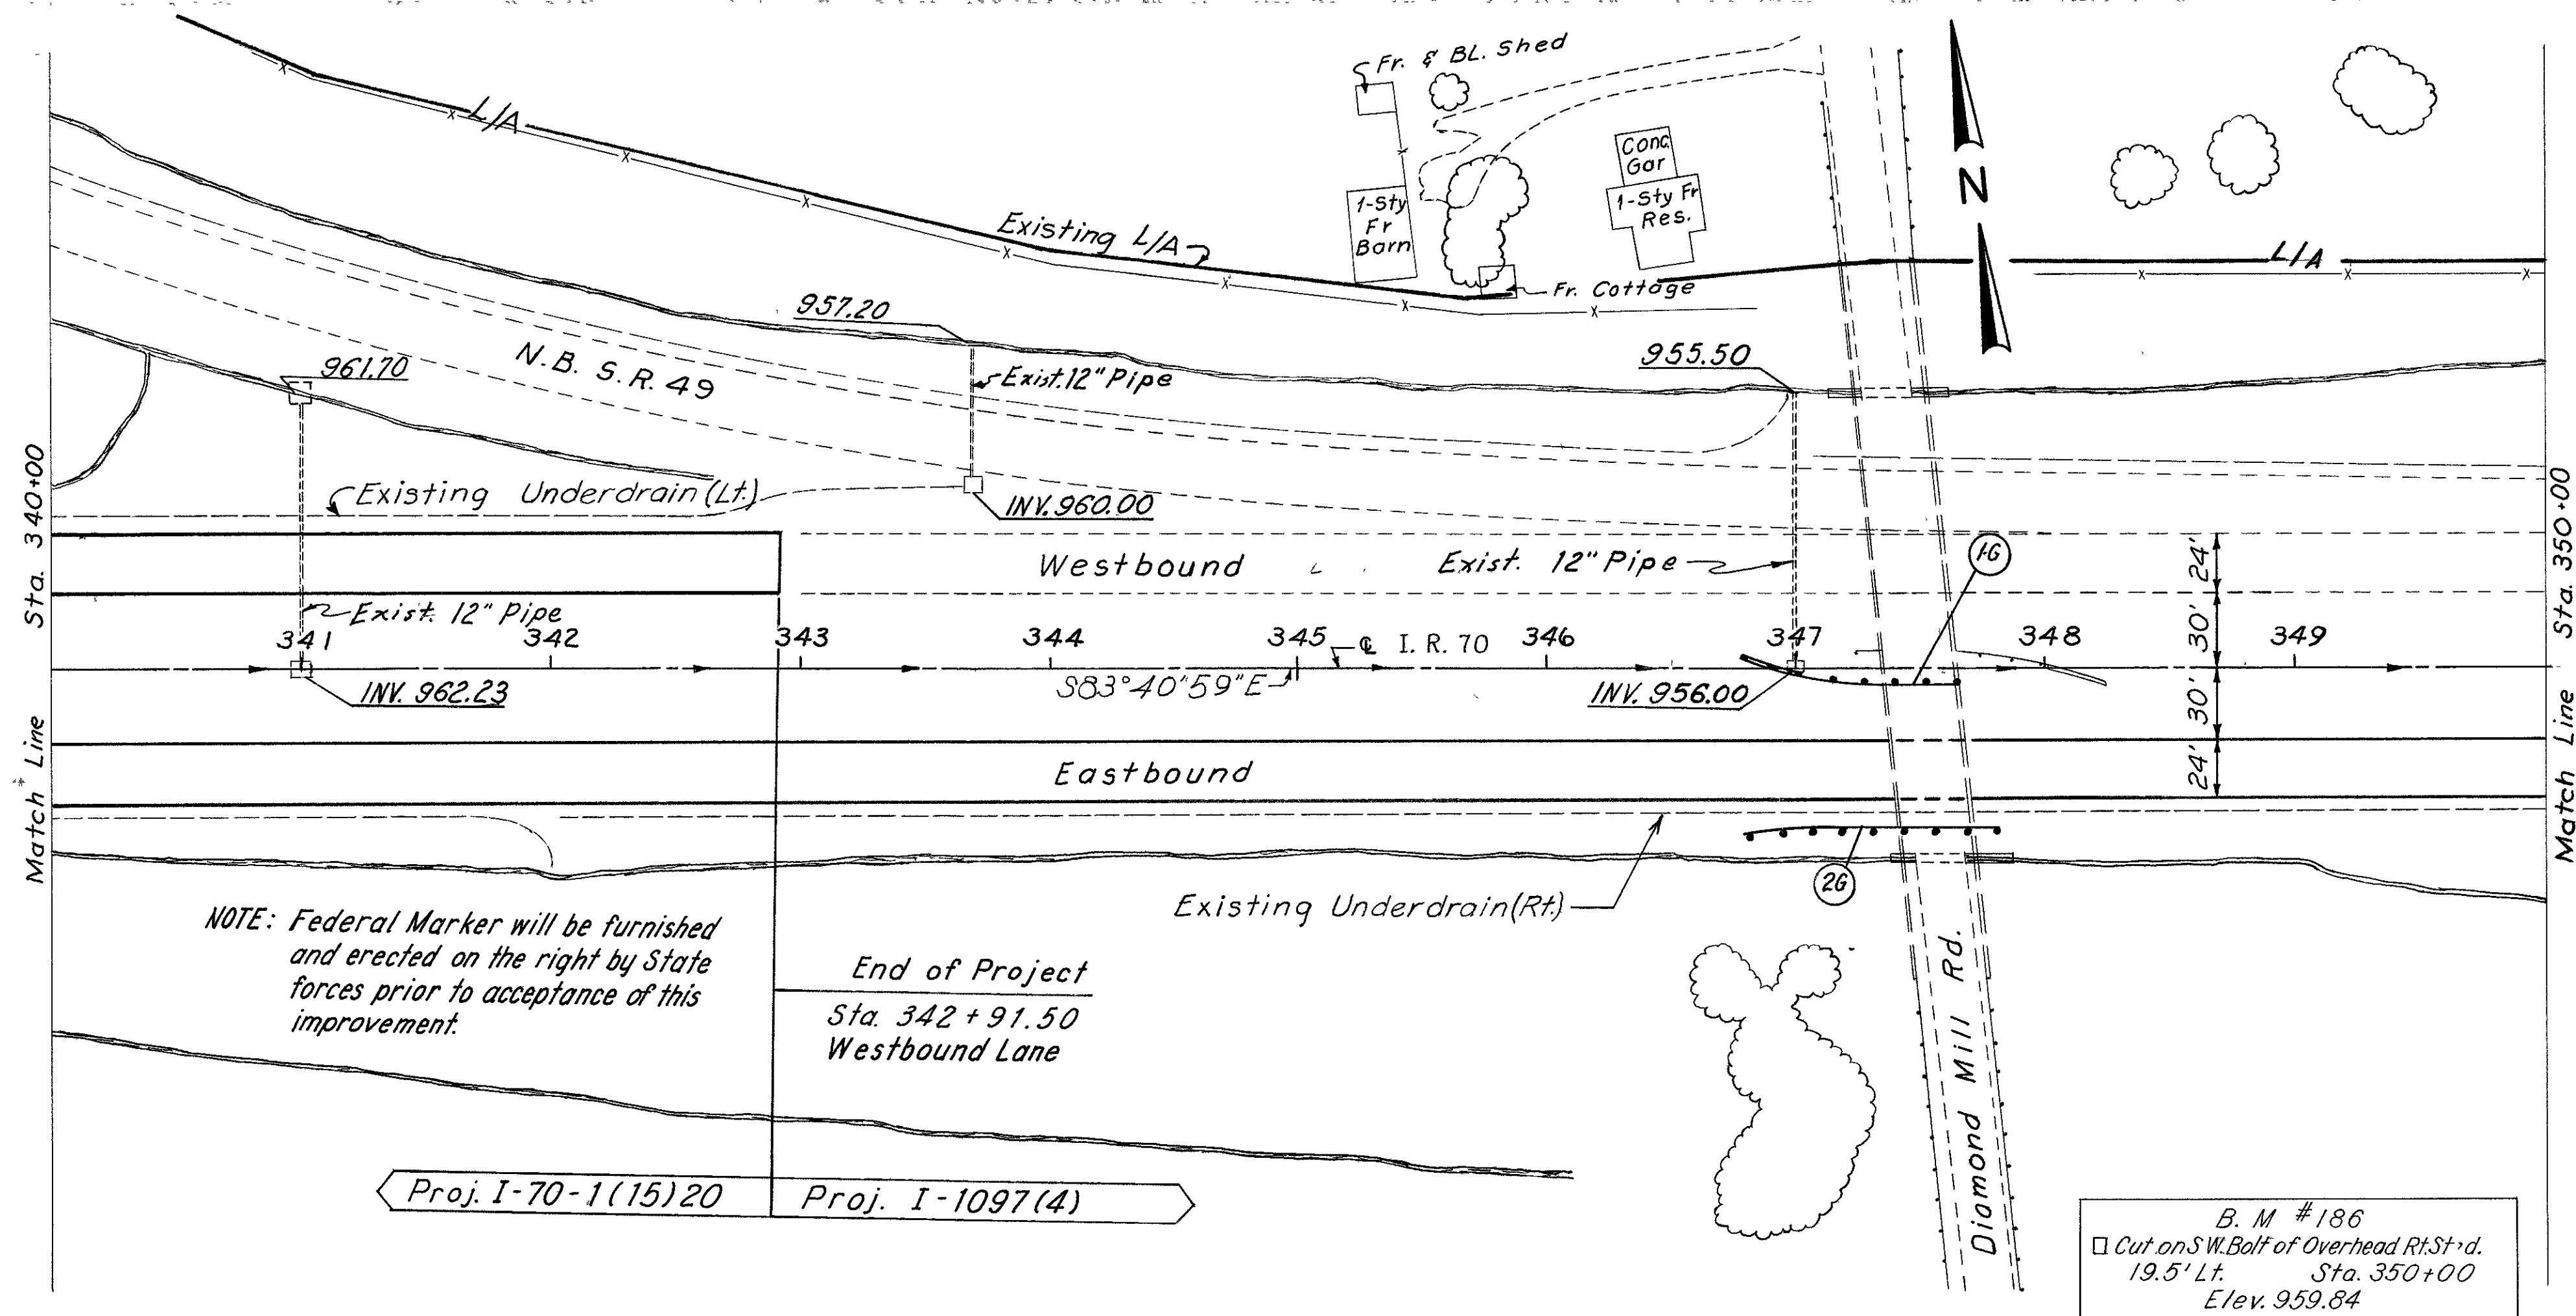 Fr. & BL. Shed
L/A
Conc.
Gar
N
1-Sty Fr
Res.
1-Sty
Fr
Barn
Existing L/A
L/A
Fr. Cottage
957.20
955.50
961.70
N.B. S.R. 49
Exist. 12" Pipe
Existing Underdrain (Lt.)
INV. 960.00
Match Line Sta. 340+00
Match Line Sta. 350+00
Westbound
Exist. 12" Pipe
1-G
24'
Exist. 12" Pipe
30'
341 342 343 344 345 346 347 348 349
℄ I. R. 70
S83°40"59"E
INV. 962.23
INV. 956.00
30'
Eastbound
24'
2G
Existing Underdrain (Rt.)
NOTE: Federal Marker will be furnished
and erected on the right by State
forces prior to acceptance of this
improvement.
End of Project
Sta. 342 + 91.50
Westbound Lane
Diamond Mill Rd.
Proj. I-70-1(15)20
Proj. I-1097(4)
B. M #186
Cut on S.W. Bolt of Overhead Rt. St'd.
19.5' Lt. Sta. 350+00
Elev. 959.84